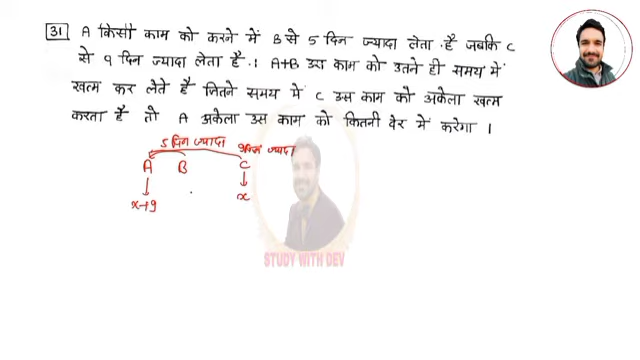 31 A किसी काम को करने में B से 5 दिन ज्यादा लेता है जबकि C
से 9 दिन ज्यादा लेता है । A+B उस काम को उतने ही समय में
खत्म कर लेते है जितने समय में C उस काम को अकेला खत्म
करता है तो A अकेला उस काम को कितनी देर में करेगा ।
5 दिन ज्यादा 9 दिन ज्यादा
A B C
x+9 x
STUDY WITH DEV